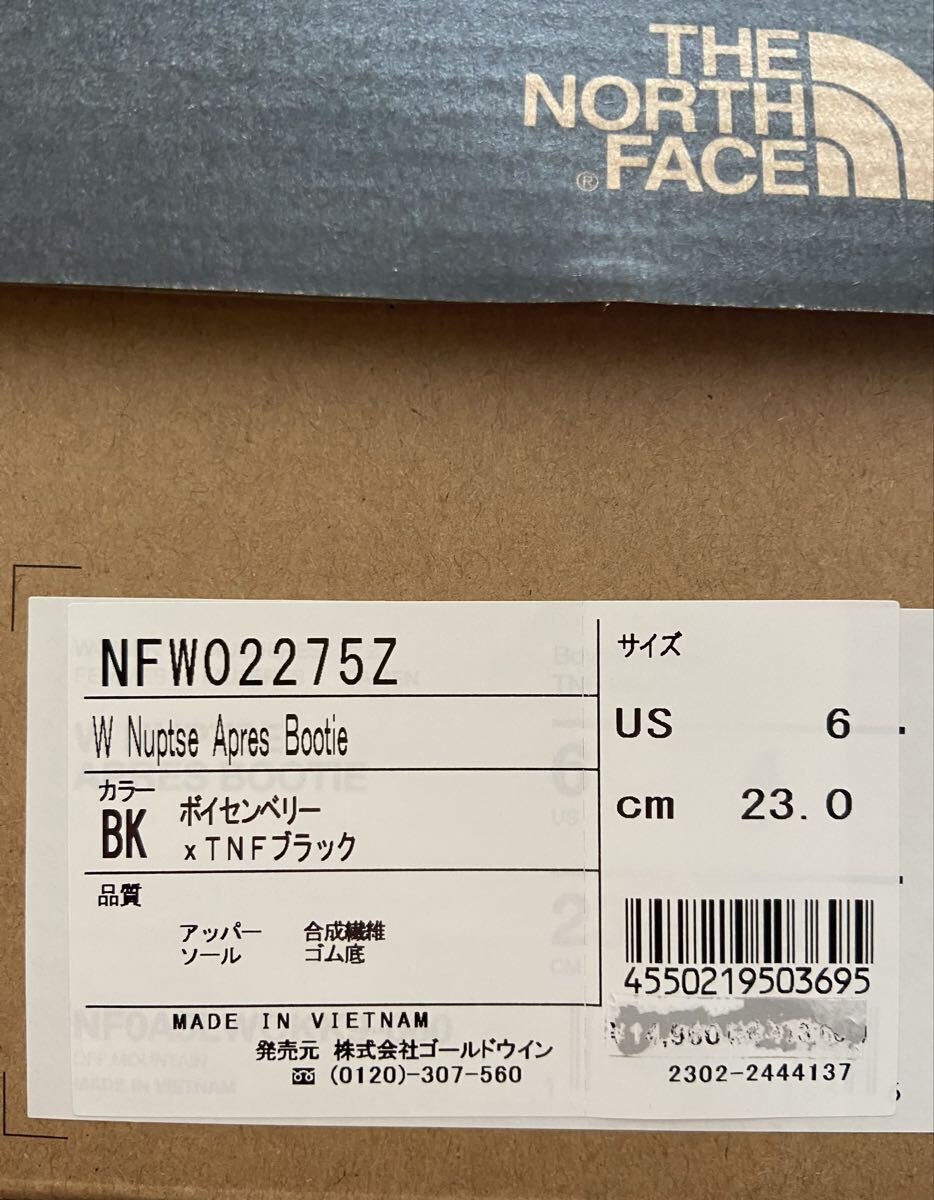 THE
NORTH
FACE
®
NFW02275Z
W Nuptse Apres Bootie
カラー
BK
ボイセンベリー
xTNFブラック
品質
アッパー 合成繊維
ソール ゴム底
MADE IN VIETNAM
発売元 株式会社ゴールドウイン
(0120)-307-560
サイズ
US 6
cm 23.0
4550219503695
2302-2444137